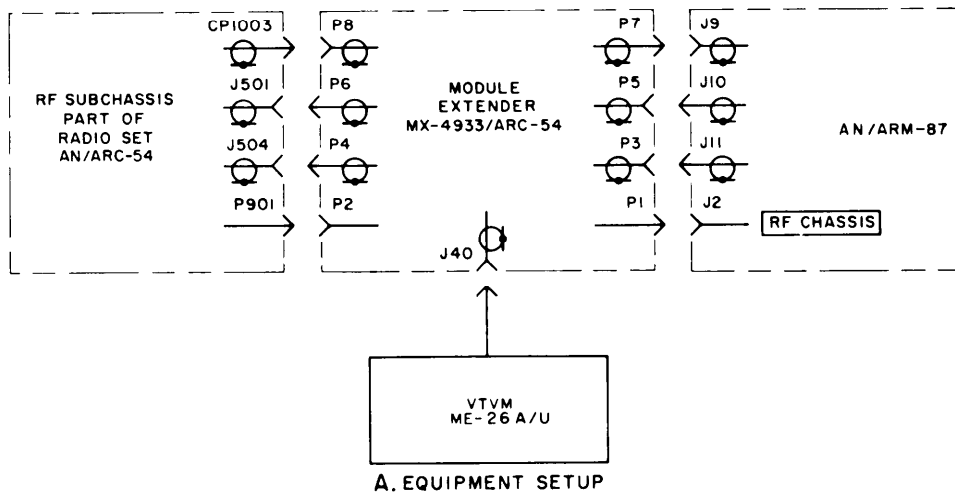 CP1003
P8
P7
J9
J501
P6
P5
J10
RF SUBCHASSIS
PART OF
RADIO SET
AN/ARC-54
MODULE
EXTENDER
MX-4933/ARC-54
AN/ARM-87
J504
P4
P3
J11
P901
P2
P1
J2
RF CHASSIS
J40
VTVM
ME-26 A/U
A. EQUIPMENT SETUP